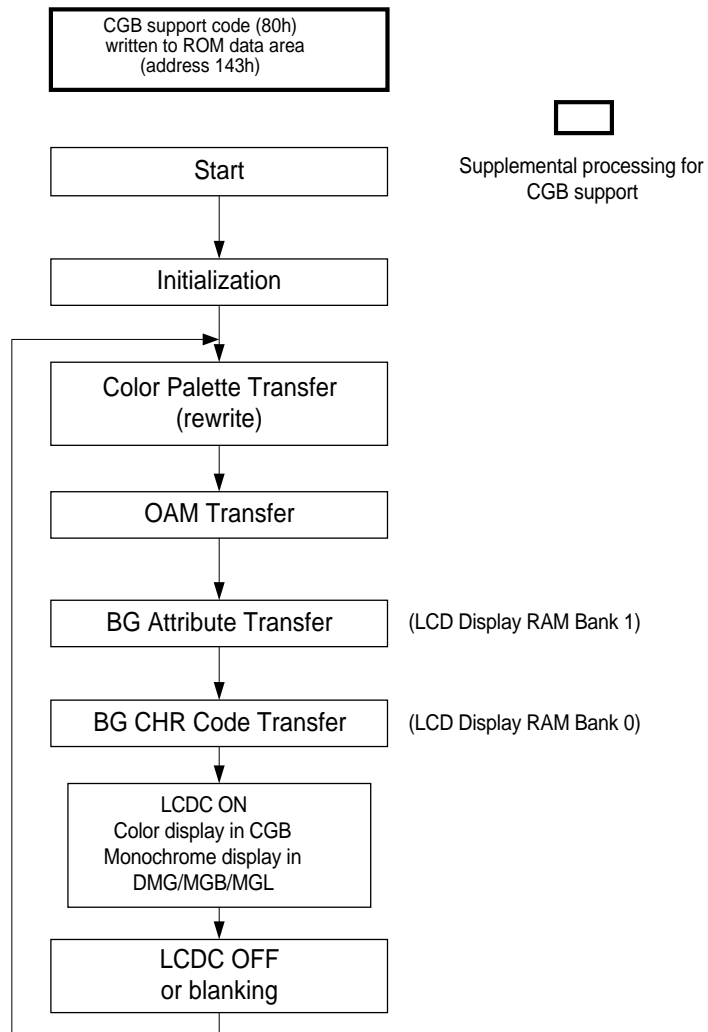 CGB support code (80h)
written to ROM data area
(address 143h)
Supplemental processing for
CGB support
Start
Initialization
Color Palette Transfer
(rewrite)
OAM Transfer
BG Attribute Transfer
(LCD Display RAM Bank 1)
BG CHR Code Transfer
(LCD Display RAM Bank 0)
LCDC ON
Color display in CGB
Monochrome display in
DMG/MGB/MGL
LCDC OFF
or blanking